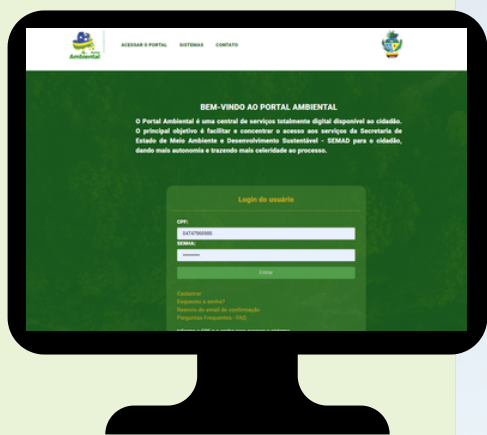 Ambiental
ACESSAR O PORTAL SISTEMAS CONTATO
BEM-VINDO AO PORTAL AMBIENTAL
O Portal Ambiental é uma central de serviços totalmente digital disponível ao cidadão.
O principal objetivo é facilitar e concentrar o acesso aos serviços da Secretaria de
Estado de Meio Ambiente e Desenvolvimento Sustentável - SEMAD para o cidadão,
dando mais autonomia e trazendo mais celeridade ao processo.
Login do usuário
CPF:
SENHA:
Entrar
Cadastrar
Esqueceu a senha?
Reenvio do email de confirmação
Perguntas Frequentes - FAQ